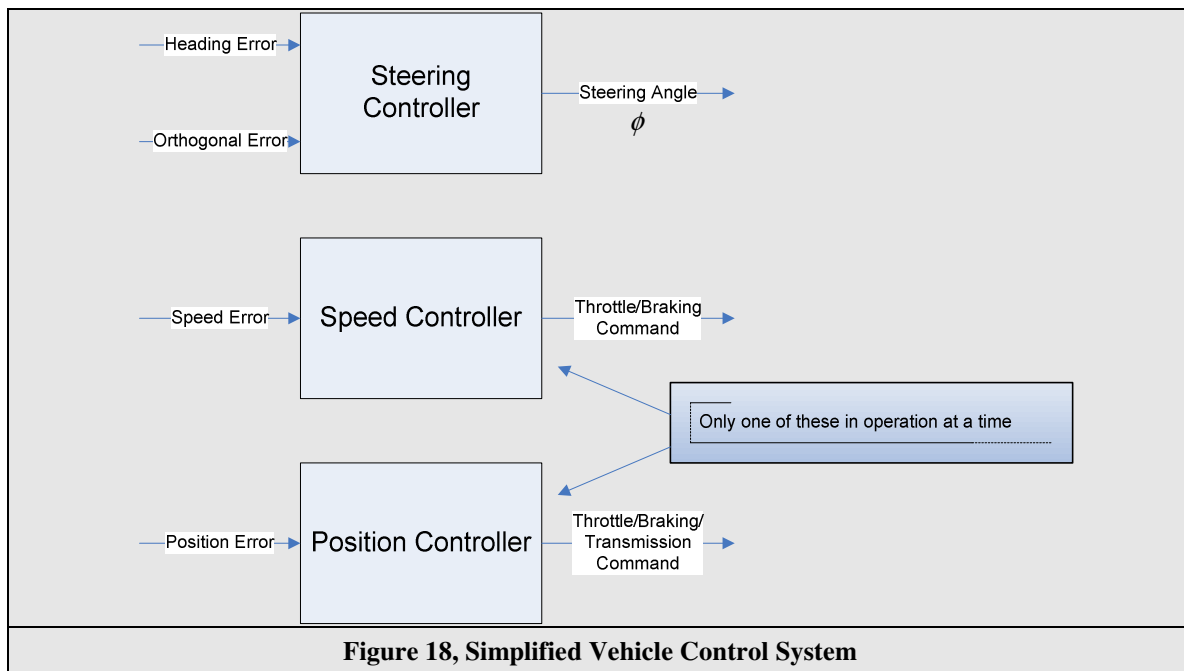 Heading Error
Steering
Controller
Steering Angle
ϕ
Orthogonal Error
Speed Error
Speed Controller
Throttle/Braking
Command
Only one of these in operation at a time
Position Error
Position Controller
Throttle/Braking/
Transmission
Command
Figure 18, Simplified Vehicle Control System